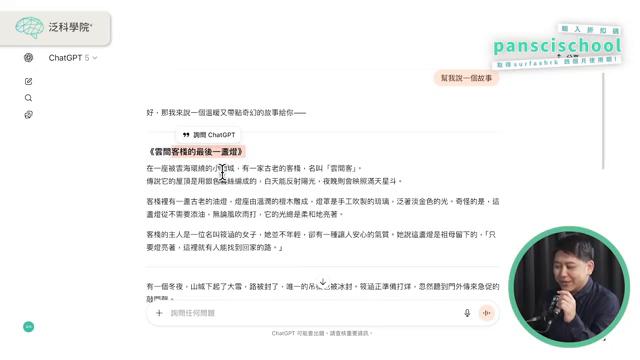 泛科學院
ChatGPT 5
輸入折扣碼
panscischool
取得 surfshrk 四個月使用期!
幫我說一個故事
好，那我來說一個溫暖又帶點奇幻的故事給你——
詢問 ChatGPT
《雲間客棧的最後一盞燈》
在一座被雲海環繞的小城，有一家古老的客棧，名叫「雲間客」。
傳說它的屋頂是用銀色絲編成的，白天能反射陽光，夜晚則會映照滿天星斗。
客棧裡有一盞古老的油燈，燈座由溫潤的檀木雕成，燈罩是手工吹製的琉璃，泛著淡金色的光。奇怪的是，這
盞燈從不需要添油，無論風吹雨打，它的光總是柔和地亮著。
客棧的主人是一位名叫筱涵的女子，她並不年輕，卻有一種讓人安心的氣質。她說這盞燈是祖母留下的，「只
要燈亮著，這裡就有人能找到回家的路。」
有一個冬夜，山城下起了大雪，路被封了，唯一的吊橋也被冰封。筱涵正準備打烊，忽然聽到門外傳來急促的
敲門聲。
詢問任何問題
ChatGPT 可能會出錯。請查核重要資訊。